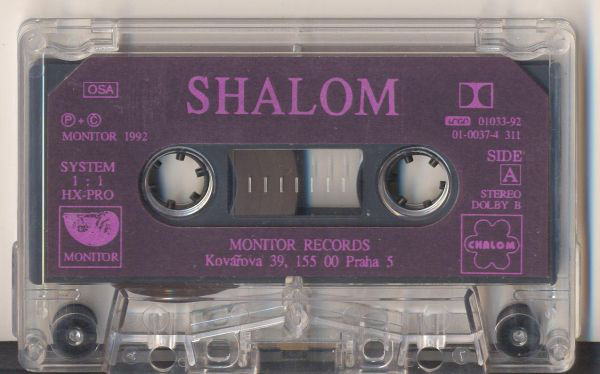 SHALOM
OSA
Ⓟ+Ⓒ
MONITOR 1992
SYSTEM
1 : 1
HX-PRO
MONITOR
01033-92
01-0037-4 311
SIDE
A
STEREO
DOLBY B
CHALOM
MONITOR RECORDS
Kovářova 39, 155 00 Praha 5